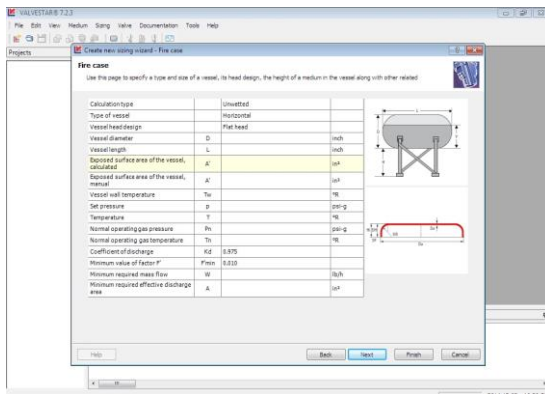 VALVESTAR® 7.2.3
File Edit View Medium Sizing Valve Documentation Tools Help
Projects
Create new sizing wizard - Fire case
Fire case
Use this page to specify a type and size of a vessel, its head design, the height of a medium in the vessel along with other related
Calculation type Unwetted
Type of vessel Horizontal
Vessel head design Flat head
Vessel diameter D inch
Vessel length L inch
Exposed surface area of the vessel, calculated A' in²
Exposed surface area of the vessel, manual A' in²
Vessel wall temperature Tw °R
Set pressure p psi-g
Temperature T °R
Normal operating gas pressure Pn psi-g
Normal operating gas temperature Tn °R
Coefficient of discharge Kd 0.975
Minimum value of factor F' F'min 0.010
Minimum required mass flow W lb/h
Minimum required effective discharge area A in²
Help Back Next Finish Cancel